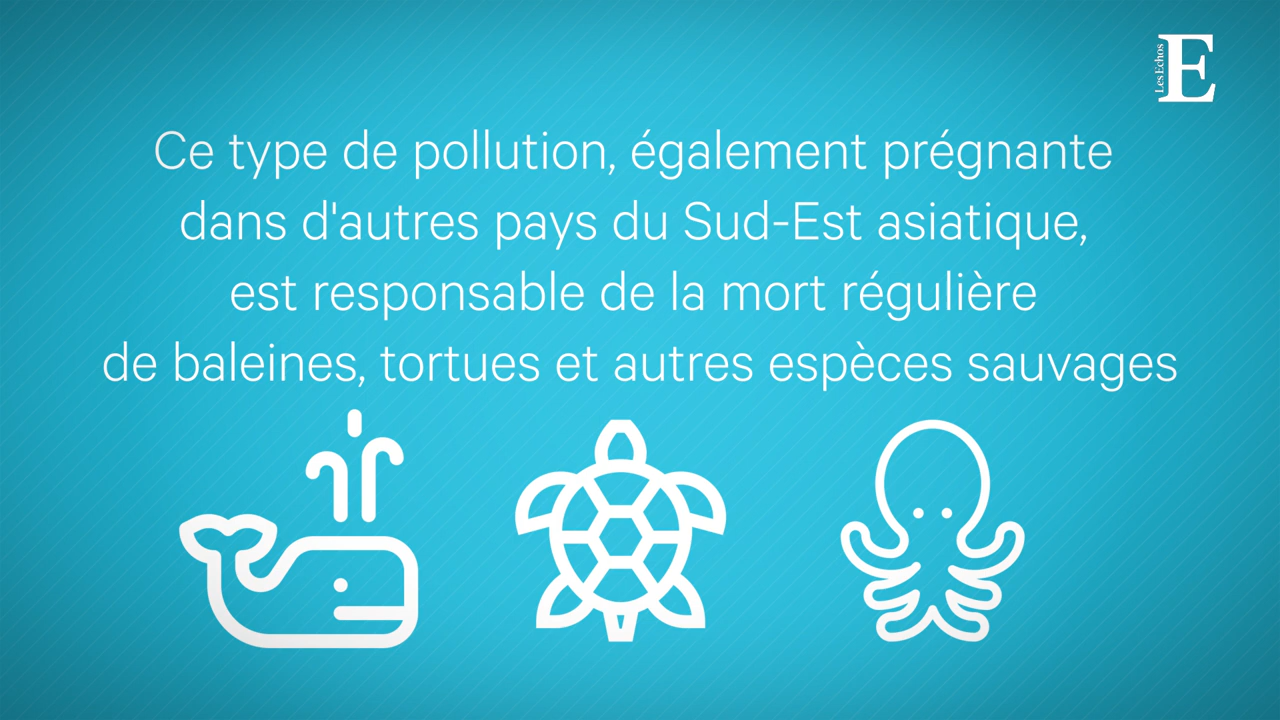 Les Echos
E
Ce type de pollution, également prégnante
dans d'autres pays du Sud-Est asiatique,
est responsable de la mort régulière
de baleines, tortues et autres espèces sauvages